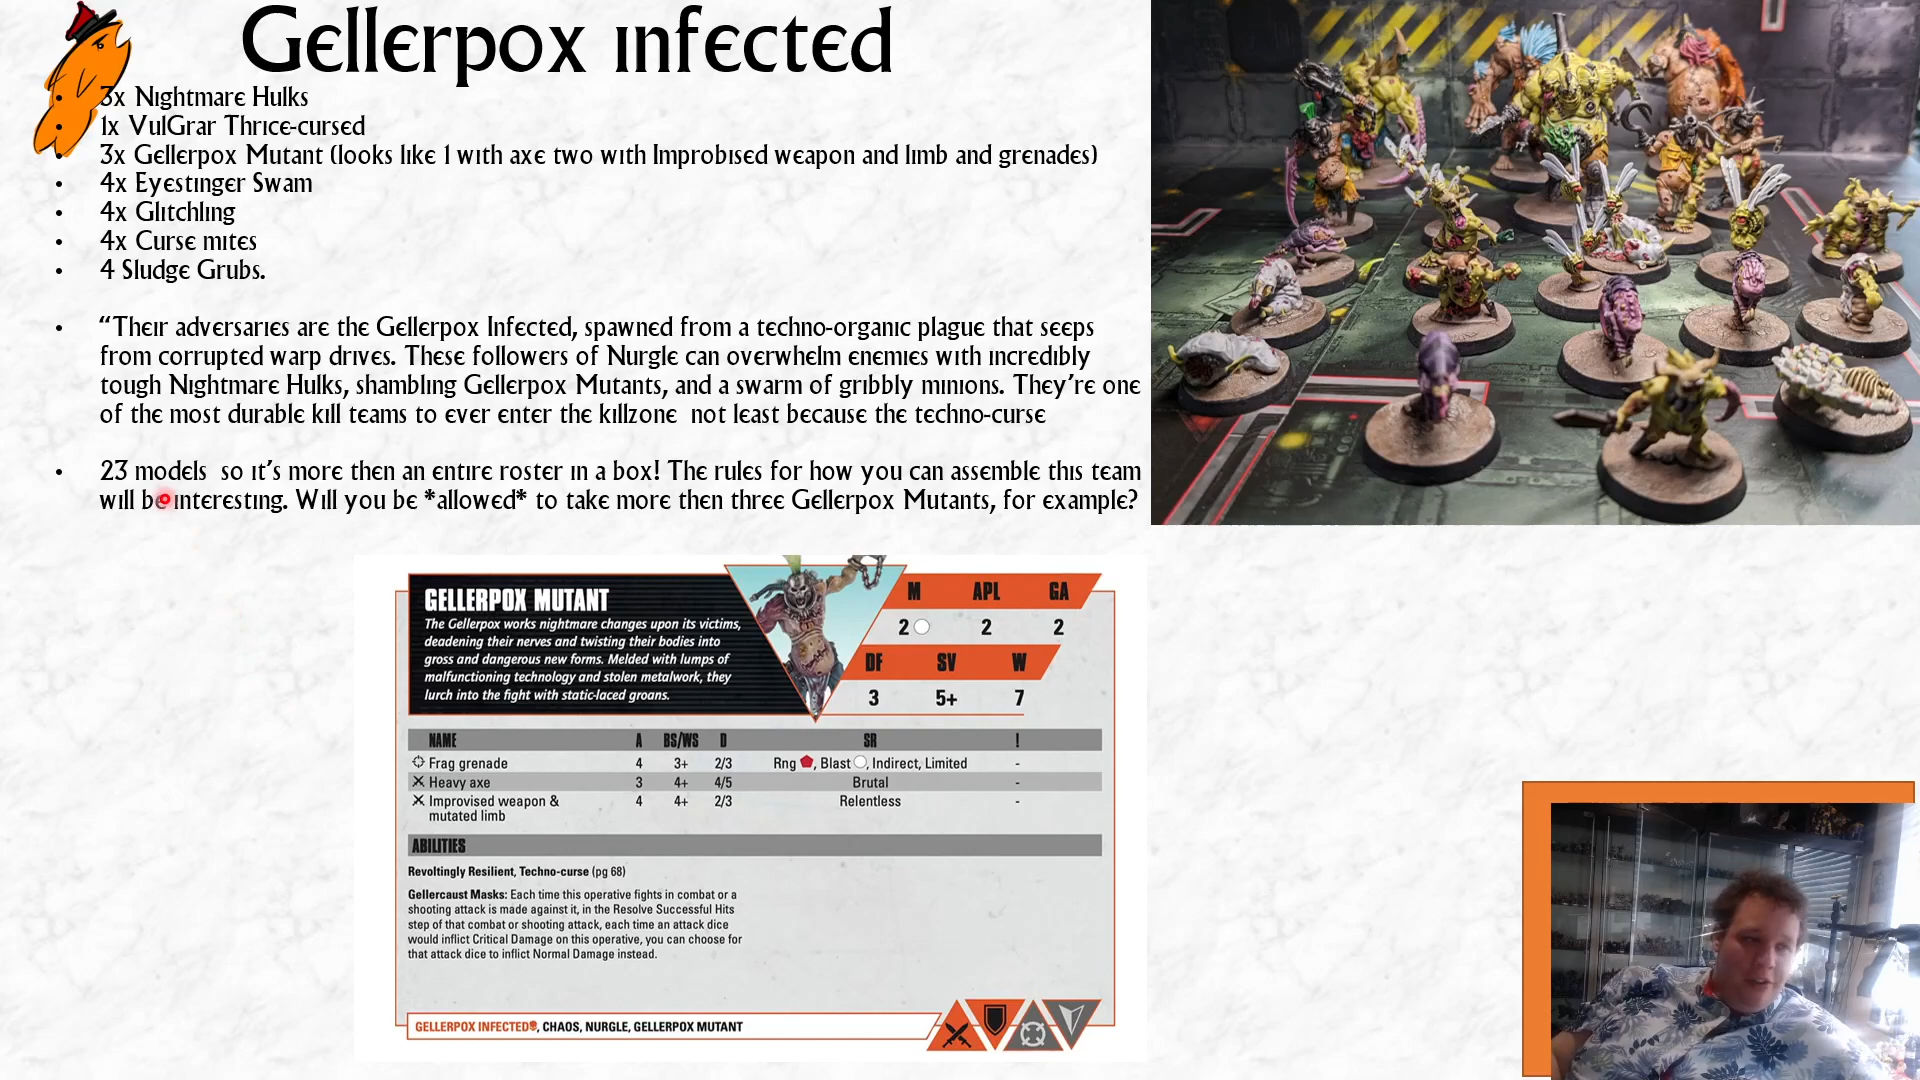 Gellerpox infected
• 3x Nightmare Hulks
• 1x VulGrar Thrice-cursed
• 3x Gellerpox Mutant (looks like 1 with axe two with Improbised weapon and limb and grenades)
• 4x Eyestinger Swam
• 4x Glitchling
• 4x Curse mites
• 4 Sludge Grubs.
• “Their adversaries are the Gellerpox Infected, spawned from a techno-organic plague that seeps
from corrupted warp drives. These followers of Nurgle can overwhelm enemies with incredibly
tough Nightmare Hulks, shambling Gellerpox Mutants, and a swarm of gribbly minions. They’re one
of the most durable kill teams to ever enter the killzone not least because the techno-curse
• 23 models so it’s more then an entire roster in a box! The rules for how you can assemble this team
will be interesting. Will you be *allowed* to take more then three Gellerpox Mutants, for example?
GELLERPOX MUTANT
The Gellerpox works nightmare changes upon its victims,
deadening their nerves and twisting their bodies into
gross and dangerous new forms. Melded with lumps of
malfunctioning technology and stolen metalwork, they
lurch into the fight with static-laced groans.
M APL GA
2 2 2
DF SV W
3 5+ 7
NAME A BS/WS D SR !
Frag grenade 4 3+ 2/3 Rng , Blast , Indirect, Limited -
Heavy axe 3 4+ 4/5 Brutal -
Improvised weapon & 4 4+ 2/3 Relentless -
mutated limb
ABILITIES
Revoltingly Resilient, Techno-curse (pg 68)
Gellercaust Masks: Each time this operative fights in combat or a
shooting attack is made against it, in the Resolve Successful Hits
step of that combat or shooting attack, each time an attack dice
would inflict Critical Damage on this operative, you can choose for
that attack dice to inflict Normal Damage instead.
GELLERPOX INFECTED, CHAOS, NURGLE, GELLERPOX MUTANT